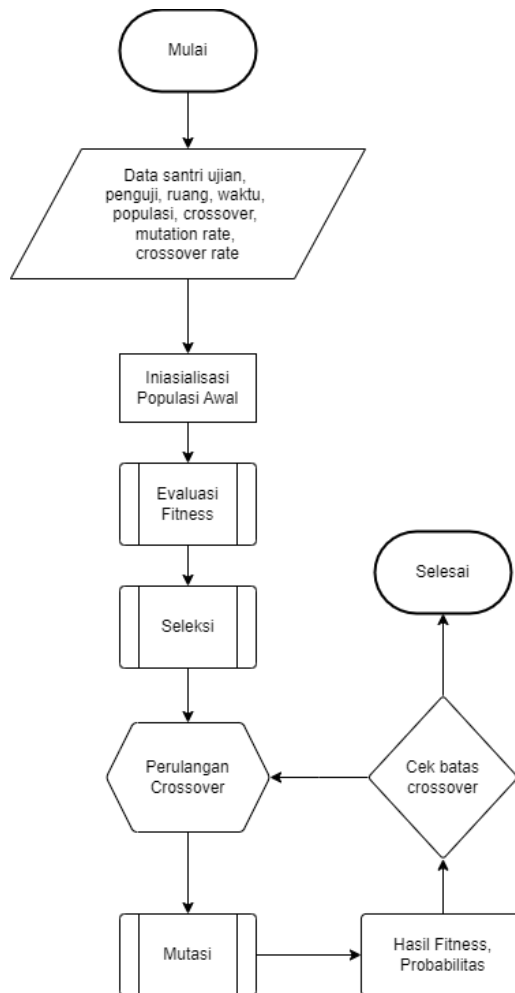 Mulai
Data santri ujian,
penguji, ruang, waktu,
populasi, crossover,
mutation rate,
crossover rate
Iniasialisasi
Populasi Awal
Evaluasi
Fitness
Seleksi
Perulangan
Crossover
Mutasi
Hasil Fitness,
Probabilitas
Cek batas
crossover
Selesai